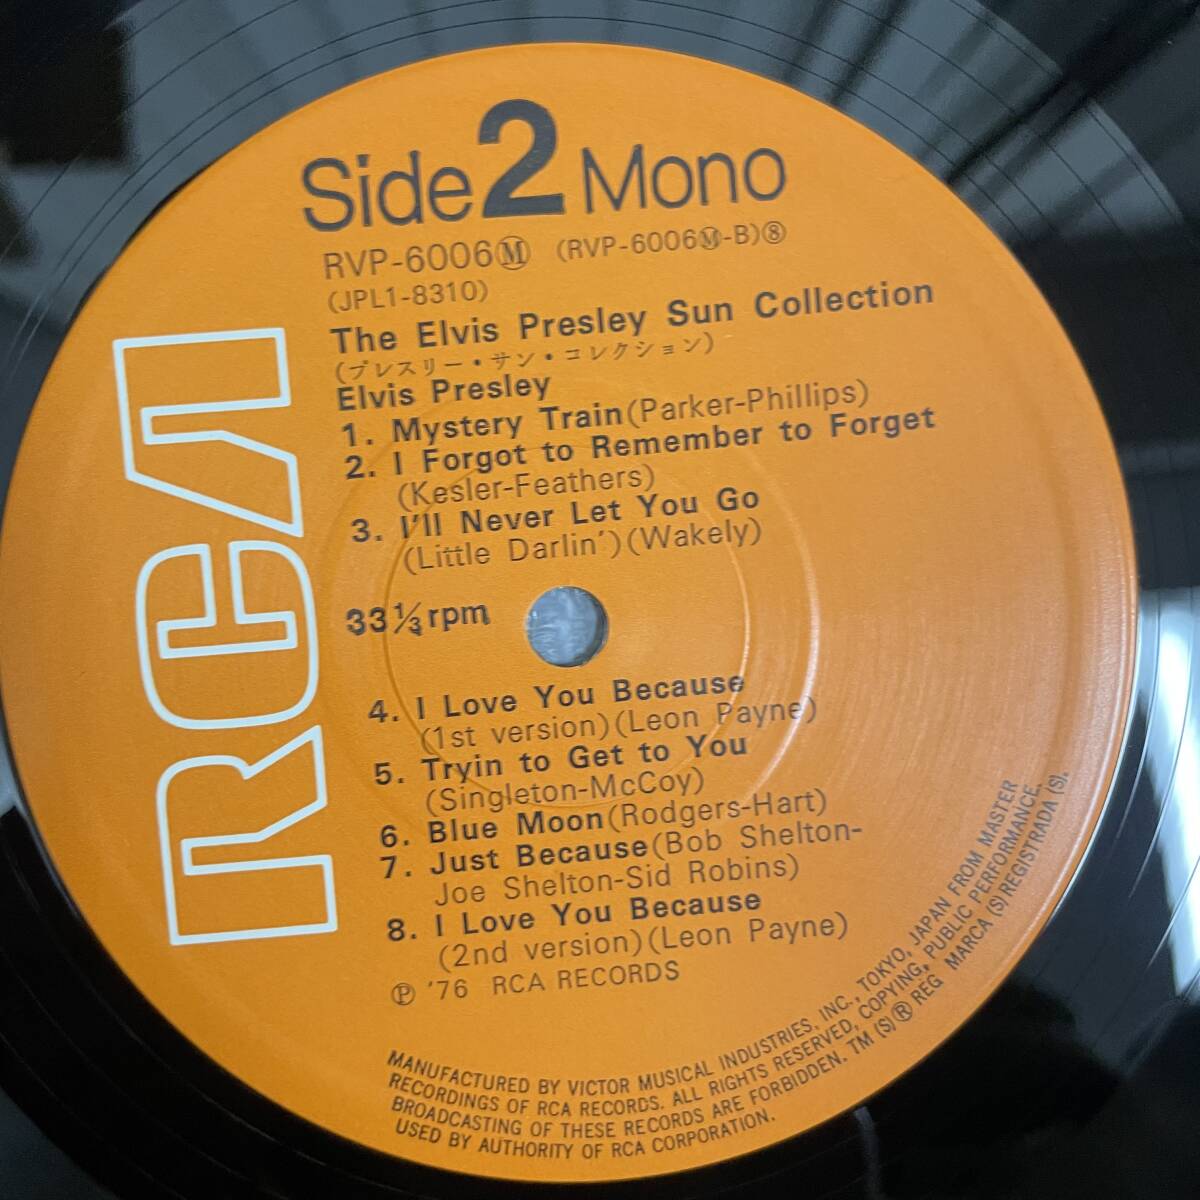 Side 2 Mono
RVP-6006Ⓜ (RVP-6006Ⓜ-B)⑧
(JPL1-8310)
The Elvis Presley Sun Collection
(プレスリー・サン・コレクション)
Elvis Presley
1. Mystery Train(Parker-Phillips)
2. I Forgot to Remember to Forget
(Kesler-Feathers)
3. I'll Never Let You Go
(Little Darlin')(Wakely)
33⅓rpm
4. I Love You Because
(1st version)(Leon Payne)
5. Tryin to Get to You
(Singleton-McCoy)
6. Blue Moon(Rodgers-Hart)
7. Just Because(Bob Shelton-
Joe Shelton-Sid Robins)
8. I Love You Because
(2nd version)(Leon Payne)
℗ '76 RCA RECORDS
RCA
MANUFACTURED BY VICTOR MUSICAL INDUSTRIES, INC., TOKYO, JAPAN FROM MASTER
RECORDINGS OF RCA RECORDS. ALL RIGHTS RESERVED, COPYING, PUBLIC PERFORMANCE,
BROADCASTING OF THESE RECORDS ARE FORBIDDEN. TM (S) ® REG MARCA (S) REGISTRADA (S).
USED BY AUTHORITY OF RCA CORPORATION.